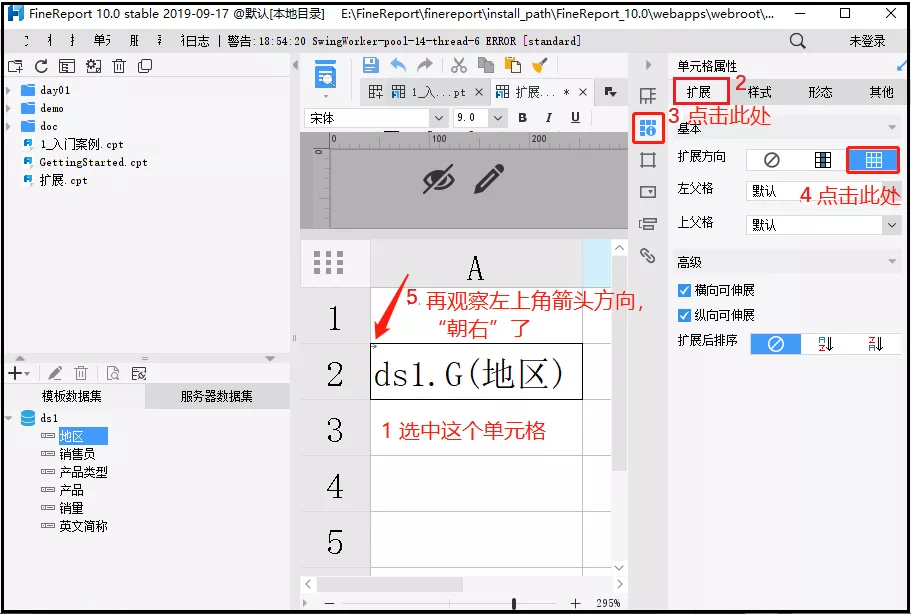 FineReport 10.0 stable 2019-09-17 @默认[本地目录] E:\FineReport\finereport\install_path\FineReport_10.0\webapps\webroot\...
日志 | 警告:18:54:20 SwingWorker-pool-14-thread-6 ERROR [standard]
未登录
day01
demo
doc
1_入门案例.cpt
GettingStarted.cpt
扩展.cpt
模板数据集
服务器数据集
ds1
地区
销售员
产品类型
产品
销量
英文简称
1_入...pt
扩展... *
宋体
9.0
B I U
0 100 200
0
A
1
2
3
4
5
ds1.G(地区)
5. 再观察左上角箭头方向,
“朝右”了
1 选中这个单元格
295%
单元格属性
扩展
2
样式
形态
其他
3 点击此处
基本
扩展方向
左父格
默认
4 点击此处
上父格
默认
高级
横向可伸展
纵向可伸展
扩展后排序